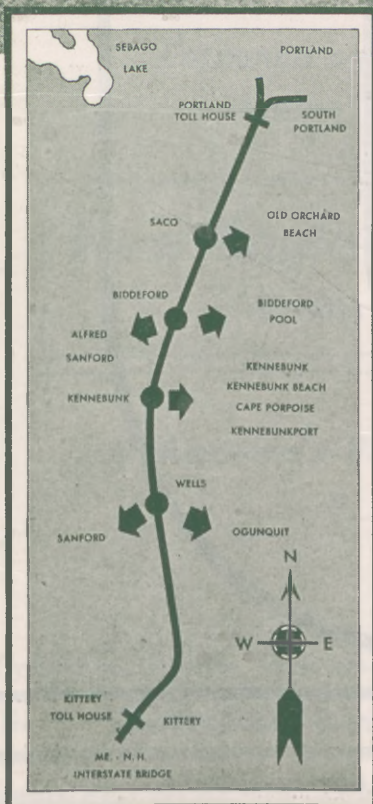 SEBAGO
LAKE
PORTLAND
PORTLAND
TOLL HOUSE
SOUTH
PORTLAND
SACO
OLD ORCHARD
BEACH
BIDDEFORD
BIDDEFORD
POOL
ALFRED
SANFORD
KENNEBUNK
KENNEBUNK
KENNEBUNK BEACH
CAPE PORPOISE
KENNEBUNKPORT
WELLS
SANFORD
OGUNQUIT
N
W E
KITTERY
TOLL HOUSE
KITTERY
ME. - N. H.
INTERSTATE BRIDGE